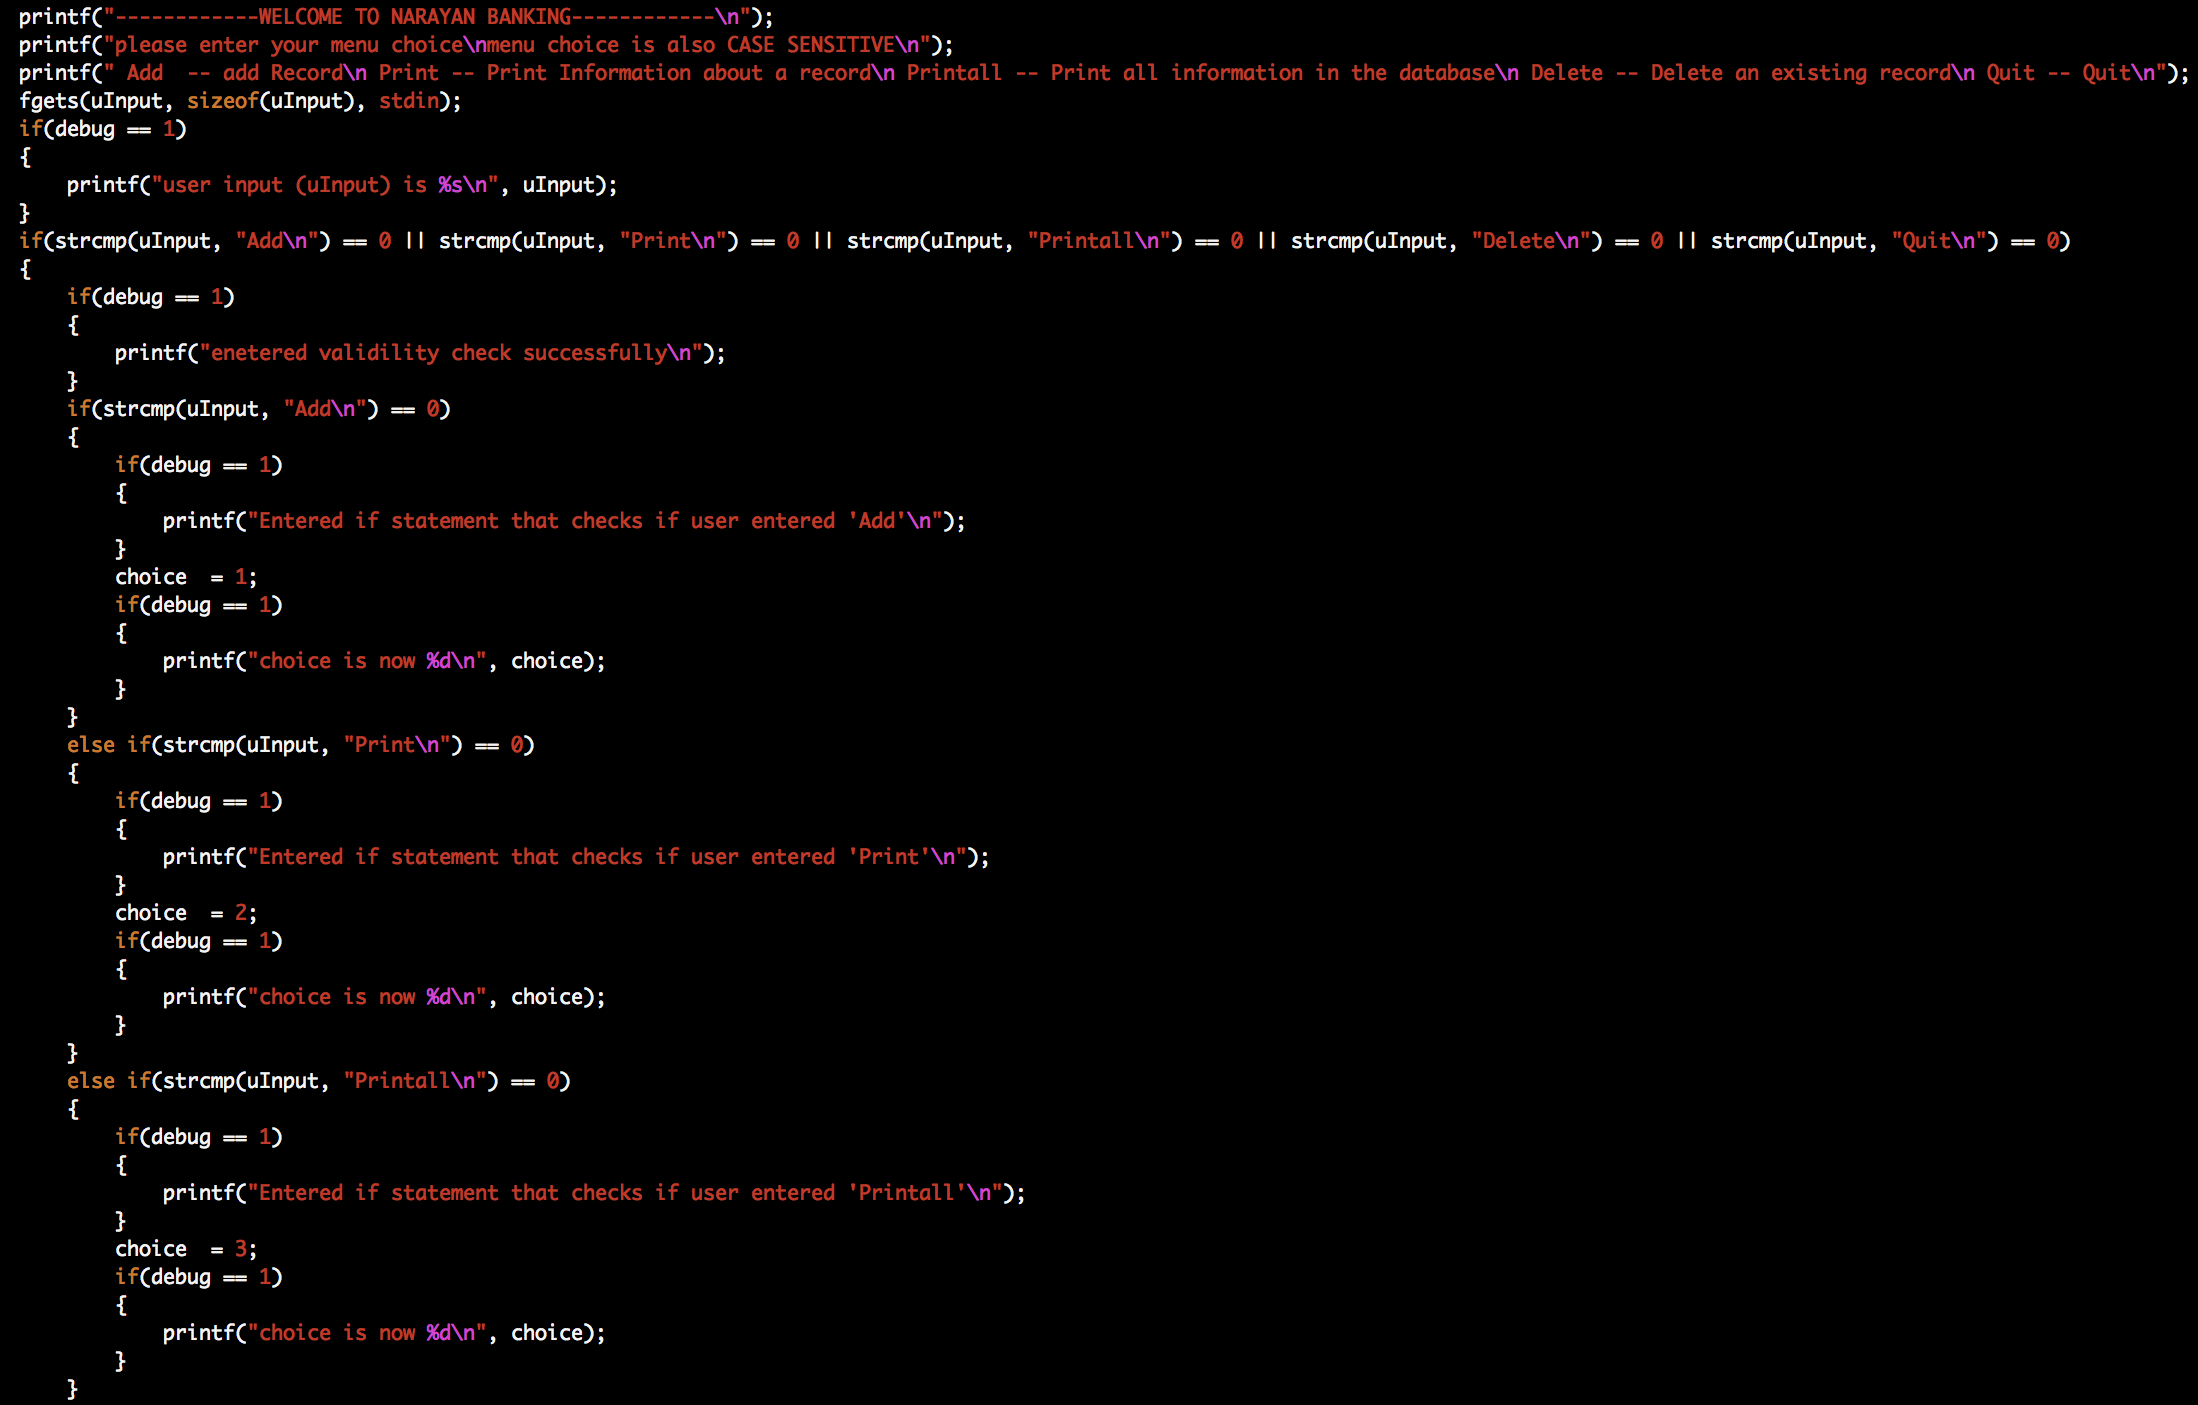 printf("------------WELCOME TO NARAYAN BANKING------------\n");
printf("please enter your menu choice\nmenu choice is also CASE SENSITIVE\n");
printf(" Add  -- add Record\n Print -- Print Information about a record\n Printall -- Print all information in the database\n Delete -- Delete an existing record\n Quit -- Quit\n");
fgets(uInput, sizeof(uInput), stdin);
if(debug == 1)
{
    printf("user input (uInput) is %s\n", uInput);
}
if(strcmp(uInput, "Add\n") == 0 || strcmp(uInput, "Print\n") == 0 || strcmp(uInput, "Printall\n") == 0 || strcmp(uInput, "Delete\n") == 0 || strcmp(uInput, "Quit\n") == 0)
{
    if(debug == 1)
    {
        printf("enetered validility check successfully\n");
    }
    if(strcmp(uInput, "Add\n") == 0)
    {
        if(debug == 1)
        {
            printf("Entered if statement that checks if user entered 'Add'\n");
        }
        choice  = 1;
        if(debug == 1)
        {
            printf("choice is now %d\n", choice);
        }
    }
    else if(strcmp(uInput, "Print\n") == 0)
    {
        if(debug == 1)
        {
            printf("Entered if statement that checks if user entered 'Print'\n");
        }
        choice  = 2;
        if(debug == 1)
        {
            printf("choice is now %d\n", choice);
        }
    }
    else if(strcmp(uInput, "Printall\n") == 0)
    {
        if(debug == 1)
        {
            printf("Entered if statement that checks if user entered 'Printall'\n");
        }
        choice  = 3;
        if(debug == 1)
        {
            printf("choice is now %d\n", choice);
        }
    }